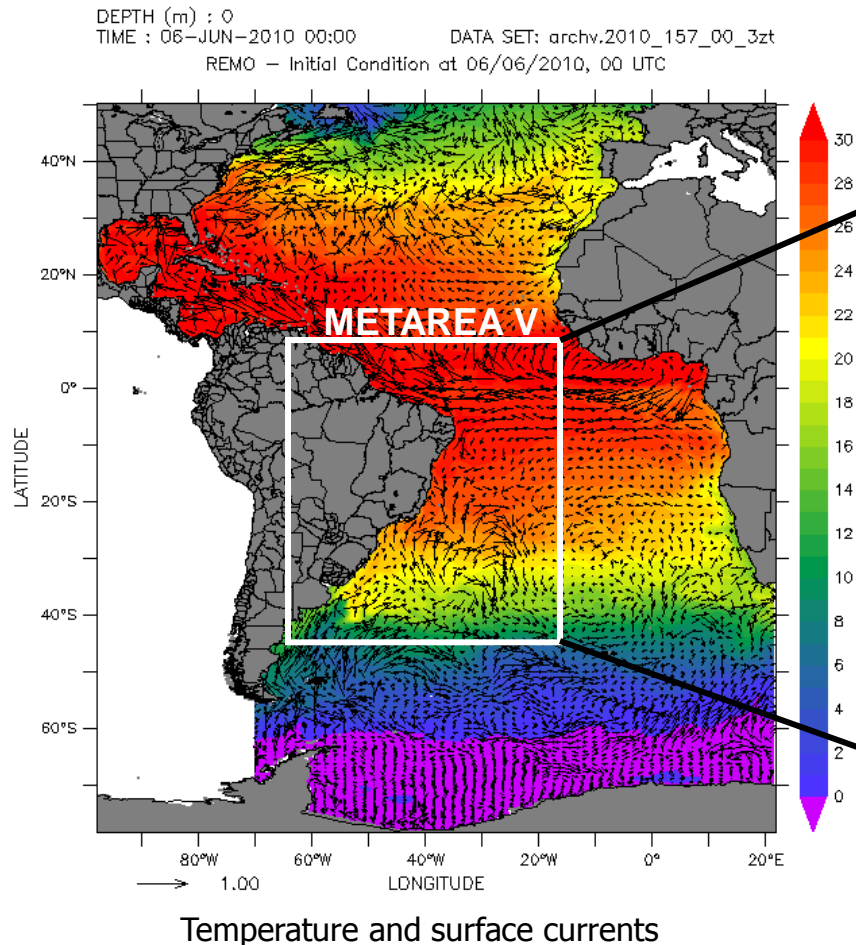 DEPTH (m) : 0
TIME : 06-JUN-2010 00:00 DATA SET: archv.2010_157_00_3zt
REMO - Initial Condition at 06/06/2010, 00 UTC
METAREA V
40°N
20°N
0°
20°S
40°S
60°S
LATITUDE
80°W 60°W 40°W 20°W 0° 20°E
1.00 LONGITUDE
30
28
26
24
22
20
18
16
14
12
10
8
6
4
2
0
Temperature and surface currents